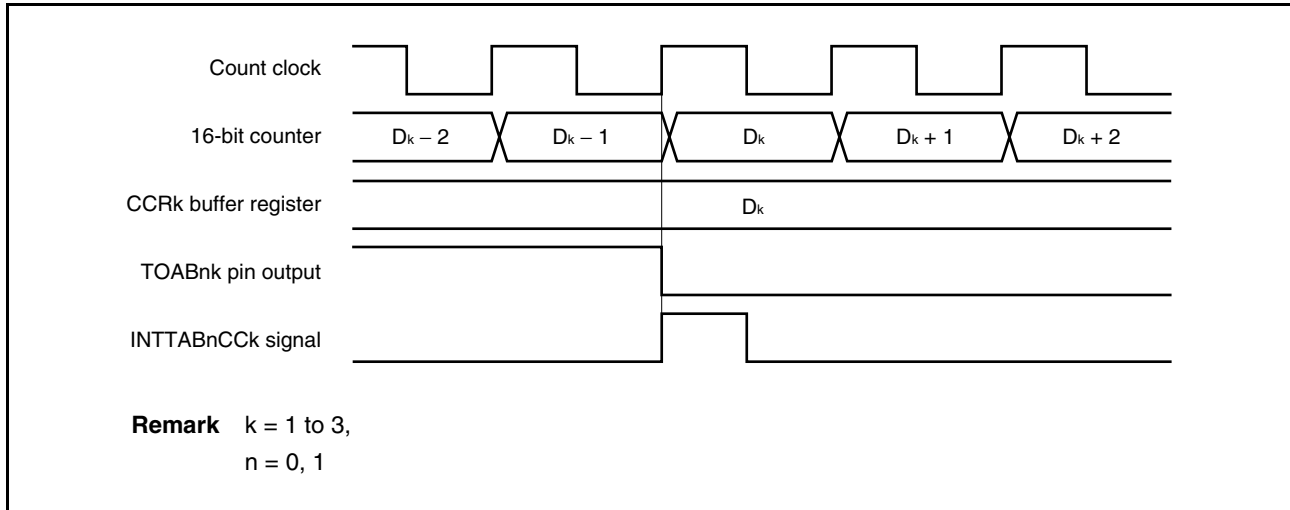 Count clock
16-bit counter
Dk − 2
Dk − 1
Dk
Dk + 1
Dk + 2
CCRk buffer register
Dk
TOABnk pin output
INTTABnCCk signal
Remark k = 1 to 3,
n = 0, 1